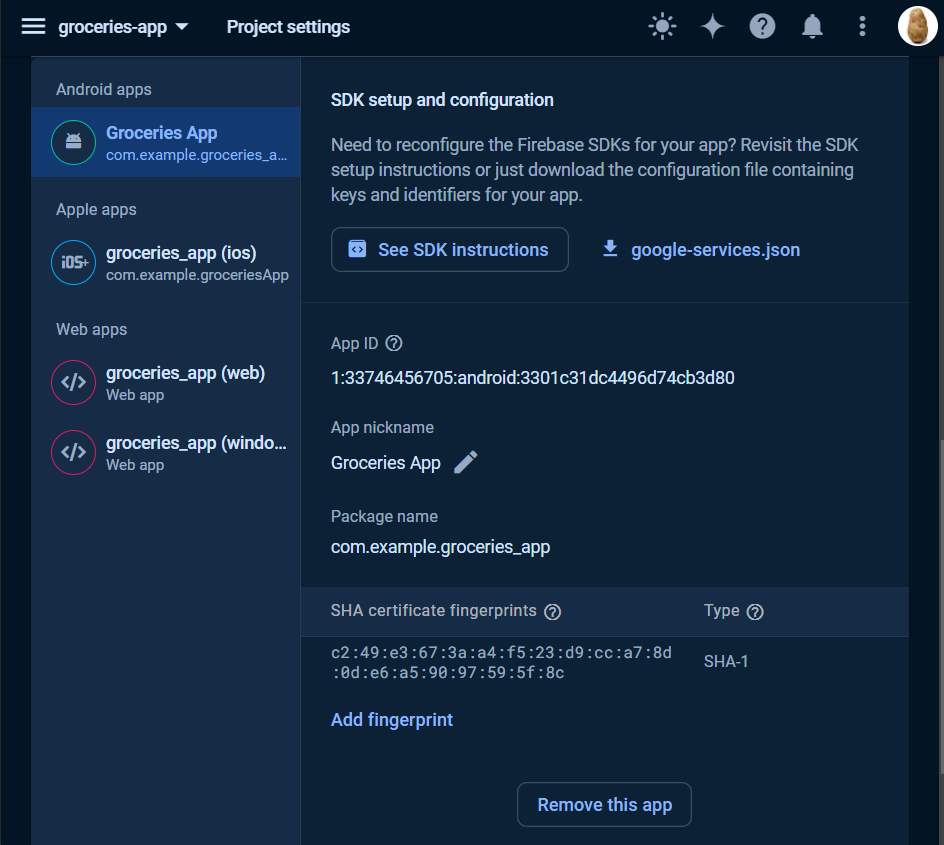 groceries-app
Project settings
Android apps
Groceries App
com.example.groceries_a...
Apple apps
iOS+
groceries_app (ios)
com.example.groceriesApp
Web apps
groceries_app (web)
Web app
groceries_app (windo...
Web app
SDK setup and configuration
Need to reconfigure the Firebase SDKs for your app? Revisit the SDK
setup instructions or just download the configuration file containing
keys and identifiers for your app.
See SDK instructions
google-services.json
App ID
1:33746456705:android:3301c31dc4496d74cb3d80
App nickname
Groceries App
Package name
com.example.groceries_app
SHA certificate fingerprints
Type
c2:49:e3:67:3a:a4:f5:23:d9:cc:a7:8d
:0d:e6:a5:90:97:59:5f:8c
SHA-1
Add fingerprint
Remove this app